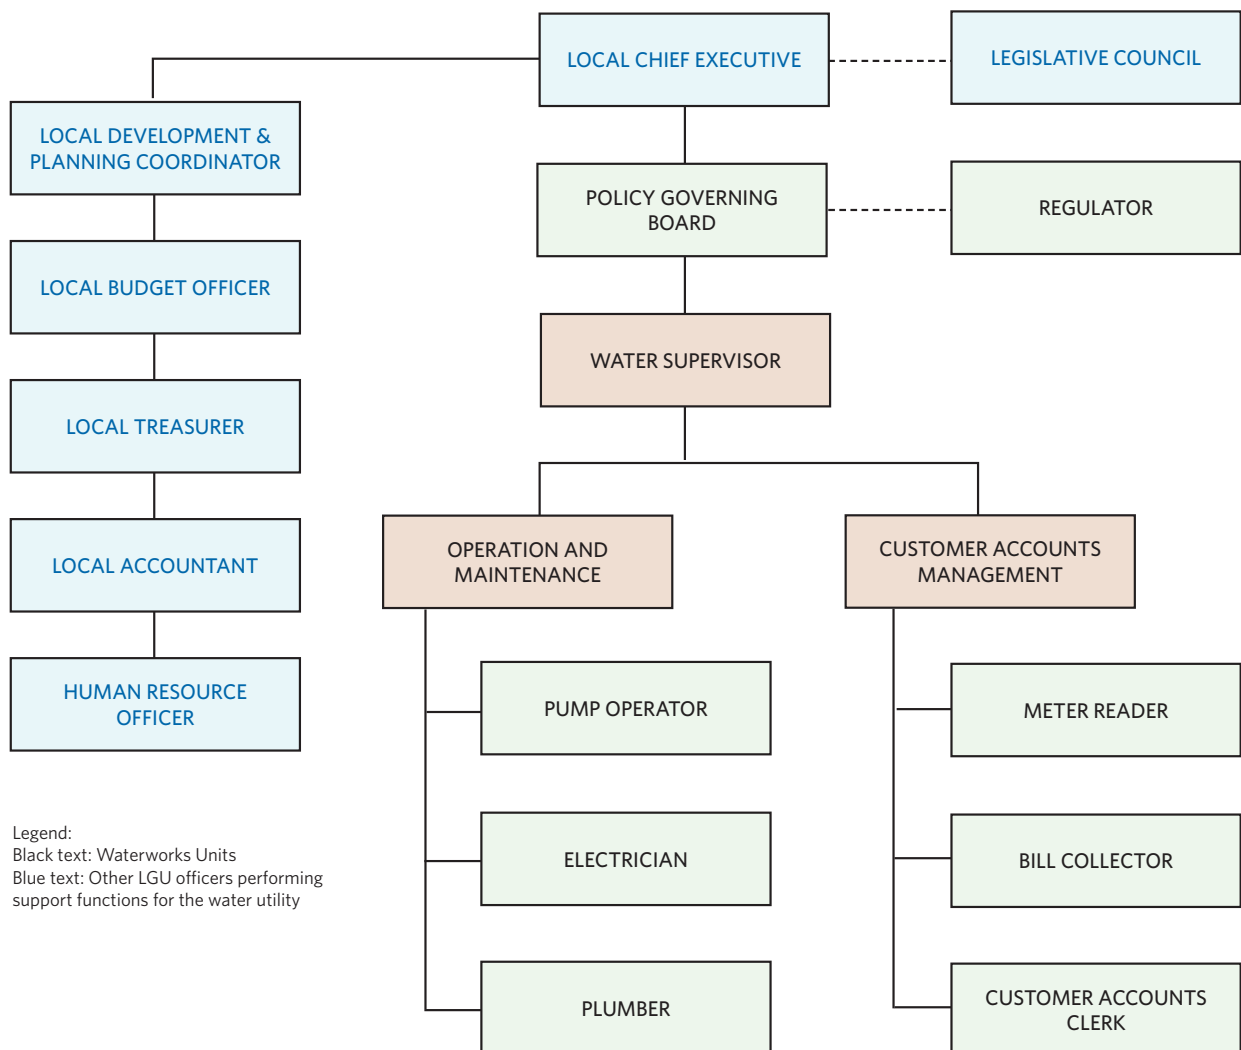 LOCAL CHIEF EXECUTIVE
LEGISLATIVE COUNCIL
LOCAL DEVELOPMENT &
PLANNING COORDINATOR
POLICY GOVERNING
BOARD
REGULATOR
LOCAL BUDGET OFFICER
WATER SUPERVISOR
LOCAL TREASURER
OPERATION AND
MAINTENANCE
CUSTOMER ACCOUNTS
MANAGEMENT
LOCAL ACCOUNTANT
HUMAN RESOURCE
OFFICER
PUMP OPERATOR
METER READER
ELECTRICIAN
BILL COLLECTOR
PLUMBER
CUSTOMER ACCOUNTS
CLERK
Legend:
Black text: Waterworks Units
Blue text: Other LGU officers performing
support functions for the water utility